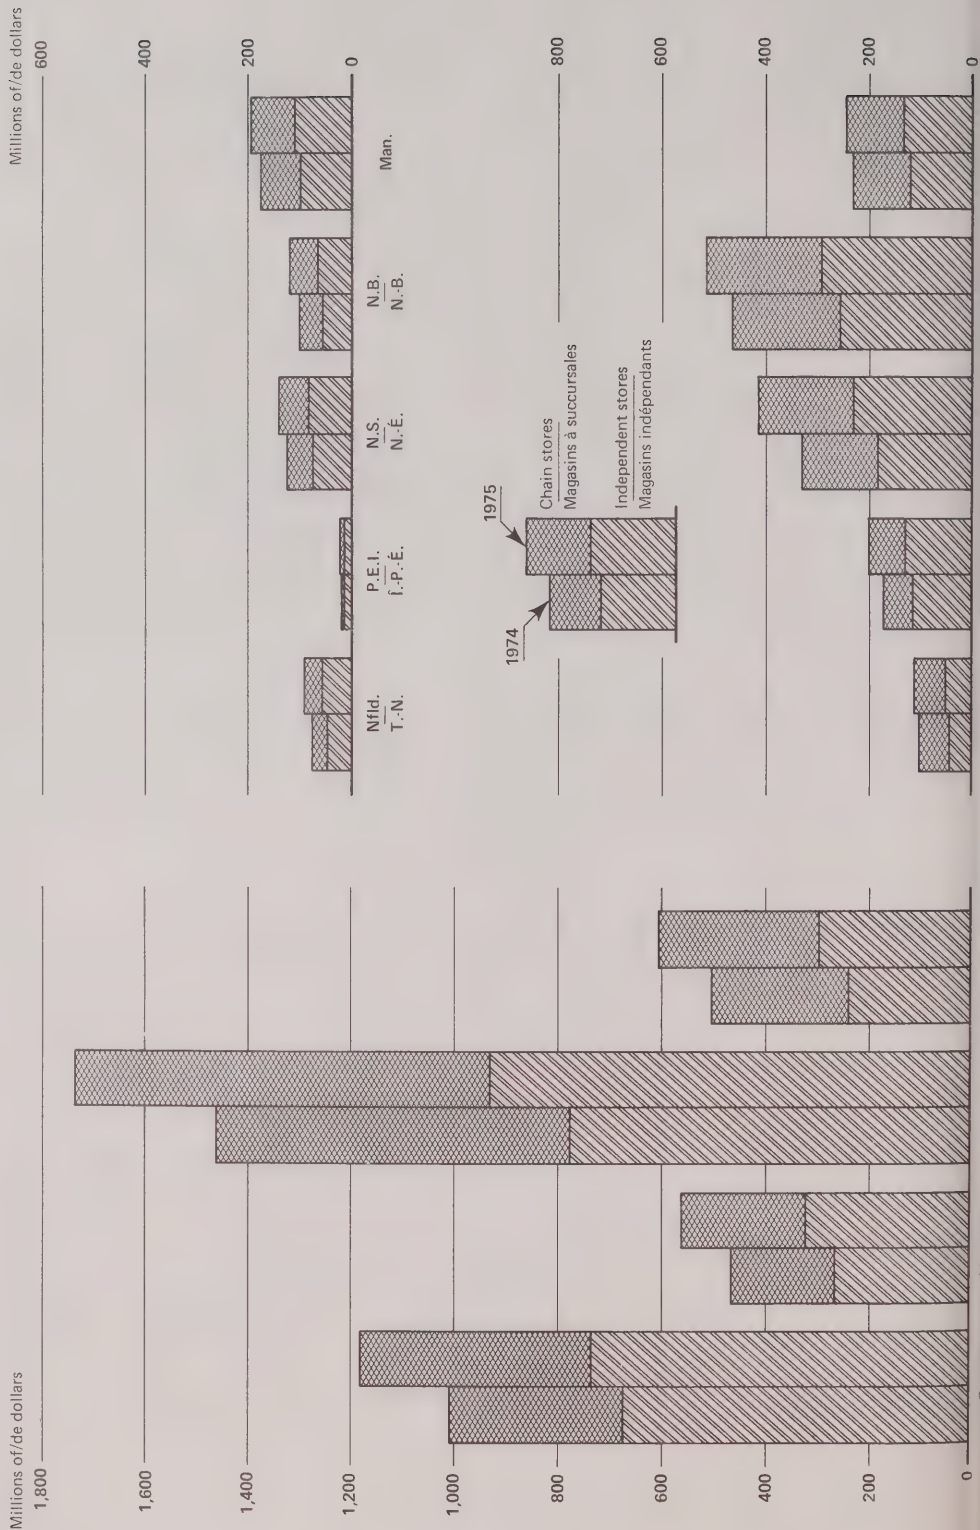 Millions of/de dollars
1,800
1,600
1,400
1,200
1,000
800
600
400
200
0
Millions of/de dollars
600
400
200
0
Nfld.
T.-N.
P.E.I.
Î.-P.-É.
N.S.
N.-É.
N.B.
N.-B.
Man.
1974
1975
Chain stores
Magasins à succursales
Independent stores
Magasins indépendants
800
600
400
200
0